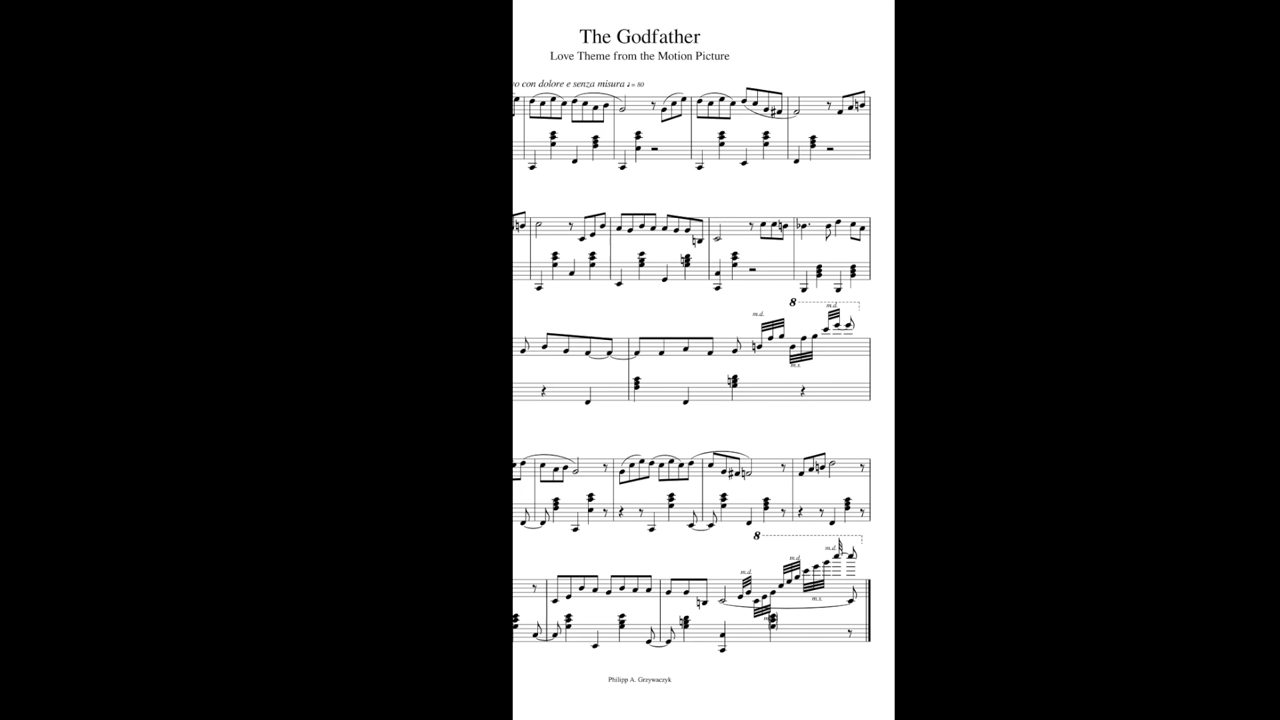 The Godfather
Love Theme from the Motion Picture
con dolore e senza misura ♩= 80
8
m.d.
m.d.
m.s.
8
m.d.
m.d.
m.d.
m.s.
Philipp A. Grzywaczyk